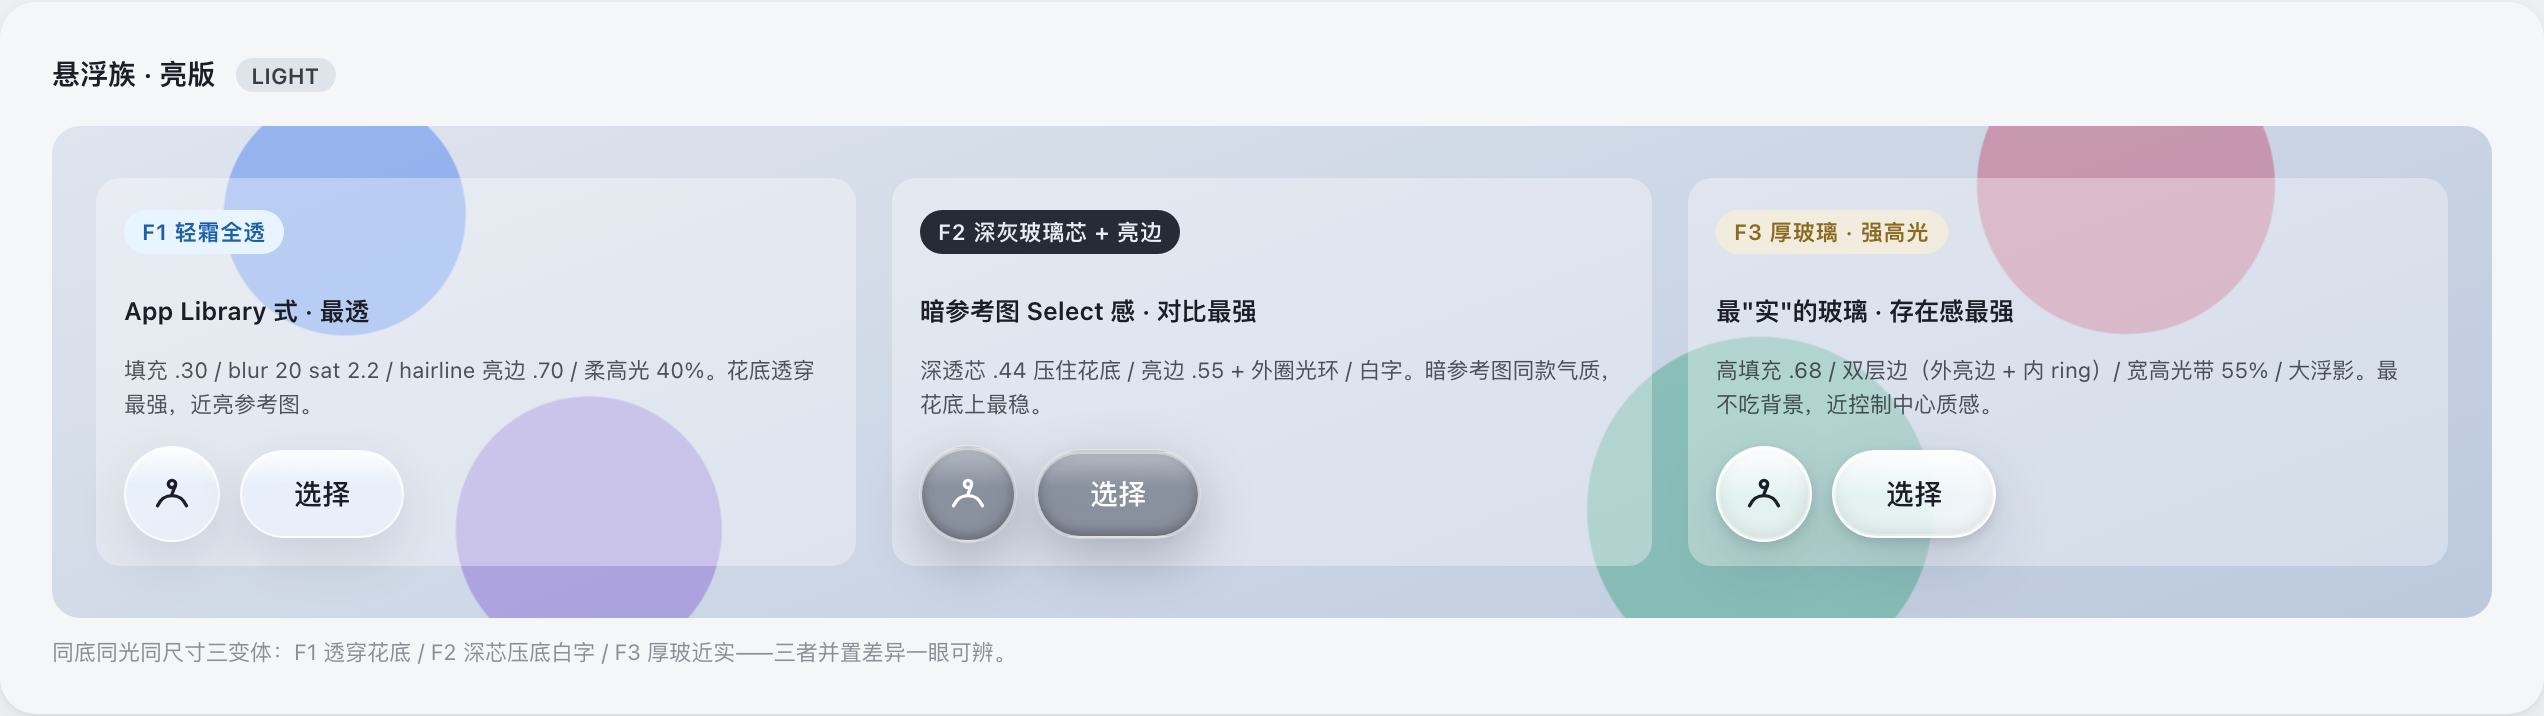 悬浮族 · 亮版 LIGHT
F1 轻霜全透
App Library 式 · 最透
填充 .30 / blur 20 sat 2.2 / hairline 亮边 .70 / 柔高光 40%。花底透穿
最强，近亮参考图。
选择
F2 深灰玻璃芯 + 亮边
暗参考图 Select 感 · 对比最强
深透芯 .44 压住花底 / 亮边 .55 + 外圈光环 / 白字。暗参考图同款气质，
花底上最稳。
选择
F3 厚玻璃 · 强高光
最"实"的玻璃 · 存在感最强
高填充 .68 / 双层边（外亮边 + 内 ring）/ 宽高光带 55% / 大浮影。最
不吃背景，近控制中心质感。
选择
同底同光同尺寸三变体：F1 透穿花底 / F2 深芯压底白字 / F3 厚玻近实——三者并置差异一眼可辨。